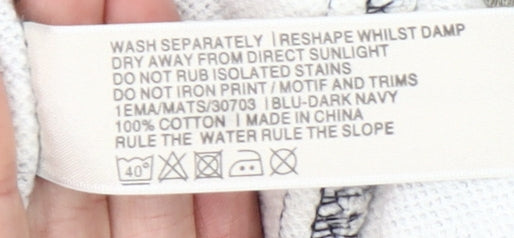 WASH SEPARATELY | RESHAPE WHILST DAMP
DRY AWAY FROM DIRECT SUNLIGHT
DO NOT RUB ISOLATED STAINS
DO NOT IRON PRINT / MOTIF AND TRIMS
1EMA/MATS/30703 | BLU-DARK NAVY
100% COTTON | MADE IN CHINA
RULE THE WATER RULE THE SLOPE
40°